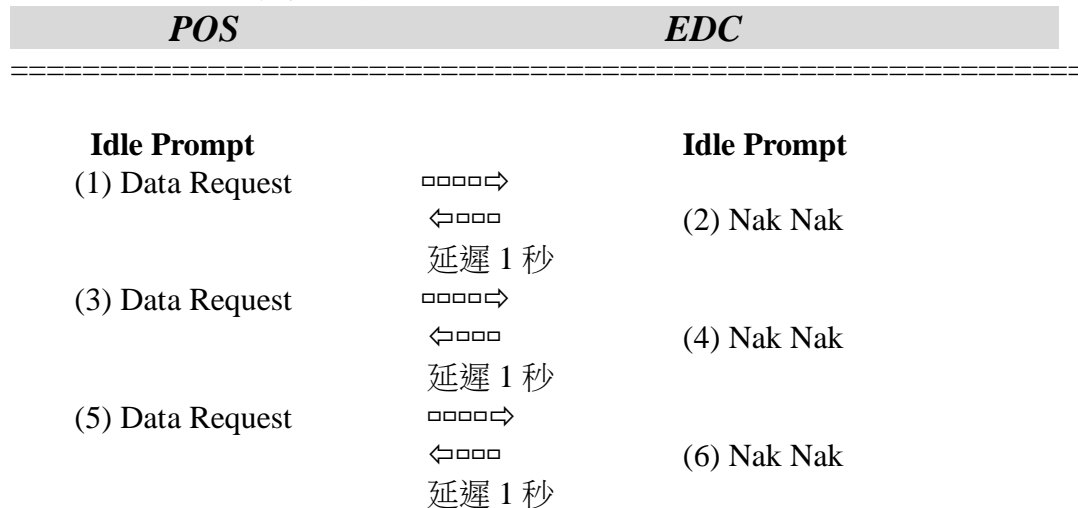 POS EDC
==========================================================
Idle Prompt Idle Prompt
(1) Data Request ▫▫▫▫⇨
⇦▫▫▫ (2) Nak Nak
延遲 1 秒
(3) Data Request ▫▫▫▫⇨
⇦▫▫▫ (4) Nak Nak
延遲 1 秒
(5) Data Request ▫▫▫▫⇨
⇦▫▫▫ (6) Nak Nak
延遲 1 秒